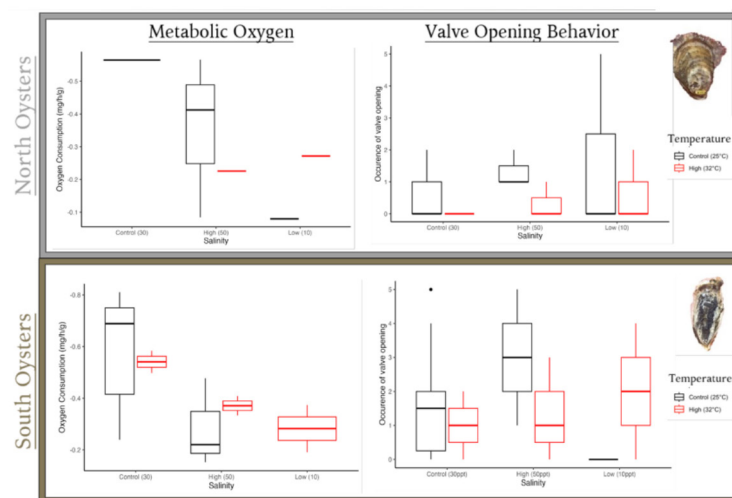 Metabolic Oxygen
Valve Opening Behavior
North Oysters
Oxygen Consumption (mg/h/g)
-0.5
-0.4
-0.3
-0.2
-0.1
Control (30)
High (50)
Low (10)
Salinity
Occurence of valve opening
5
4
3
2
1
0
Control (30)
High (50)
Low (10)
Salinity
Temperature
Control (25°C)
High (32°C)
South Oysters
Oxygen Consumption (mg/h/g)
-0.8
-0.6
-0.4
-0.2
Control (30)
High (50)
Low (10)
Salinity
Occurence of valve opening
5
4
3
2
1
0
Control (30ppt)
High (50ppt)
Low (10ppt)
Salinity
Temperature
Control (25°C)
High (32°C)